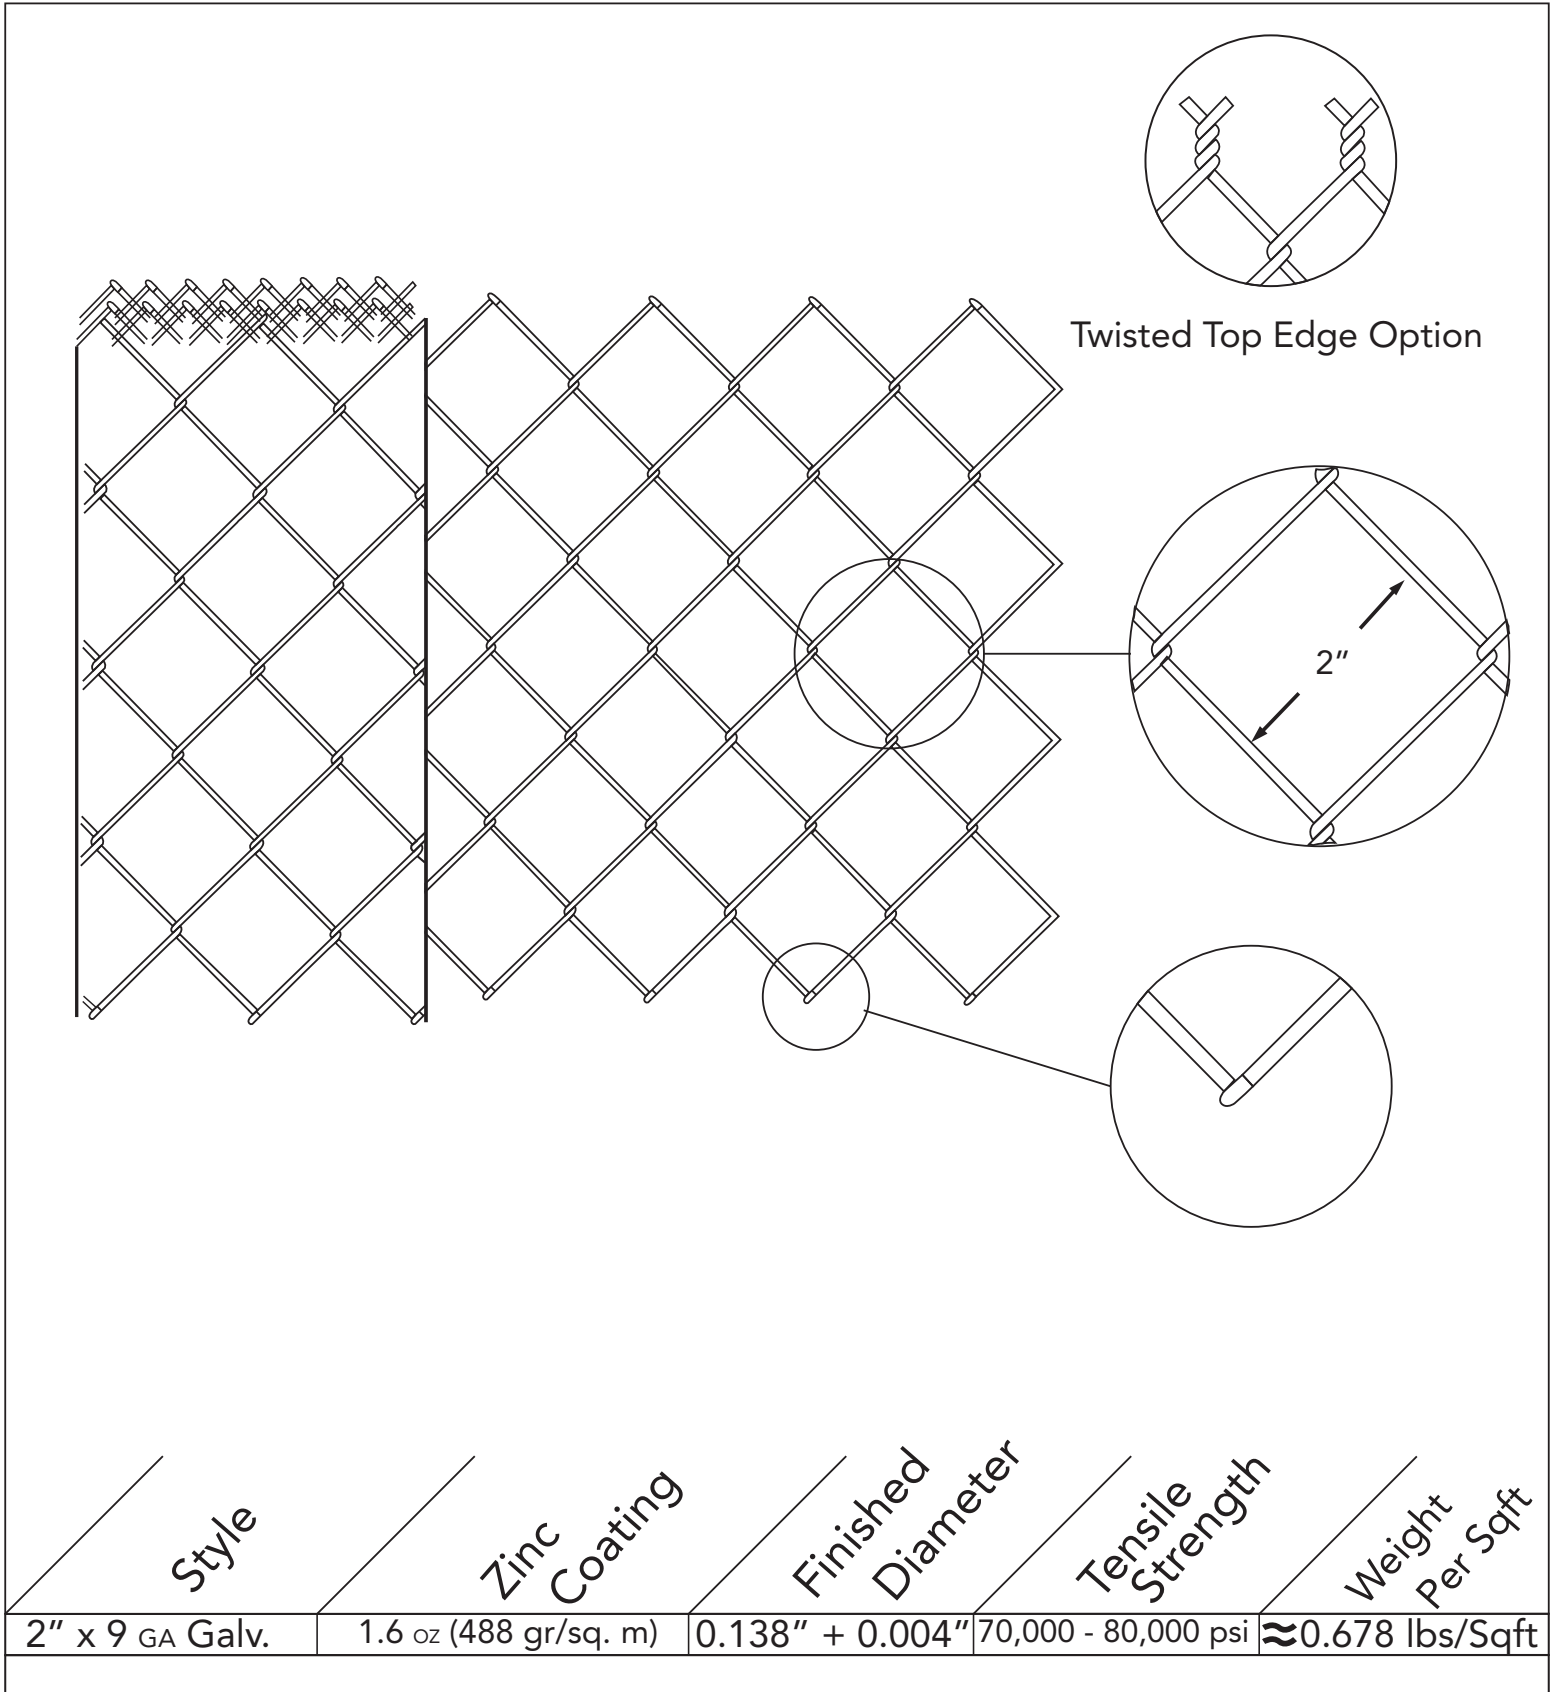 Twisted Top Edge Option
2”
Style
Zinc
Coating
Finished
Diameter
Tensile
Strength
Weight
Per Sqft
2” x 9 GA Galv.
1.6 oz (488 gr/sq. m)
0.138” + 0.004”
70,000 - 80,000 psi
≈0.678 lbs/Sqft